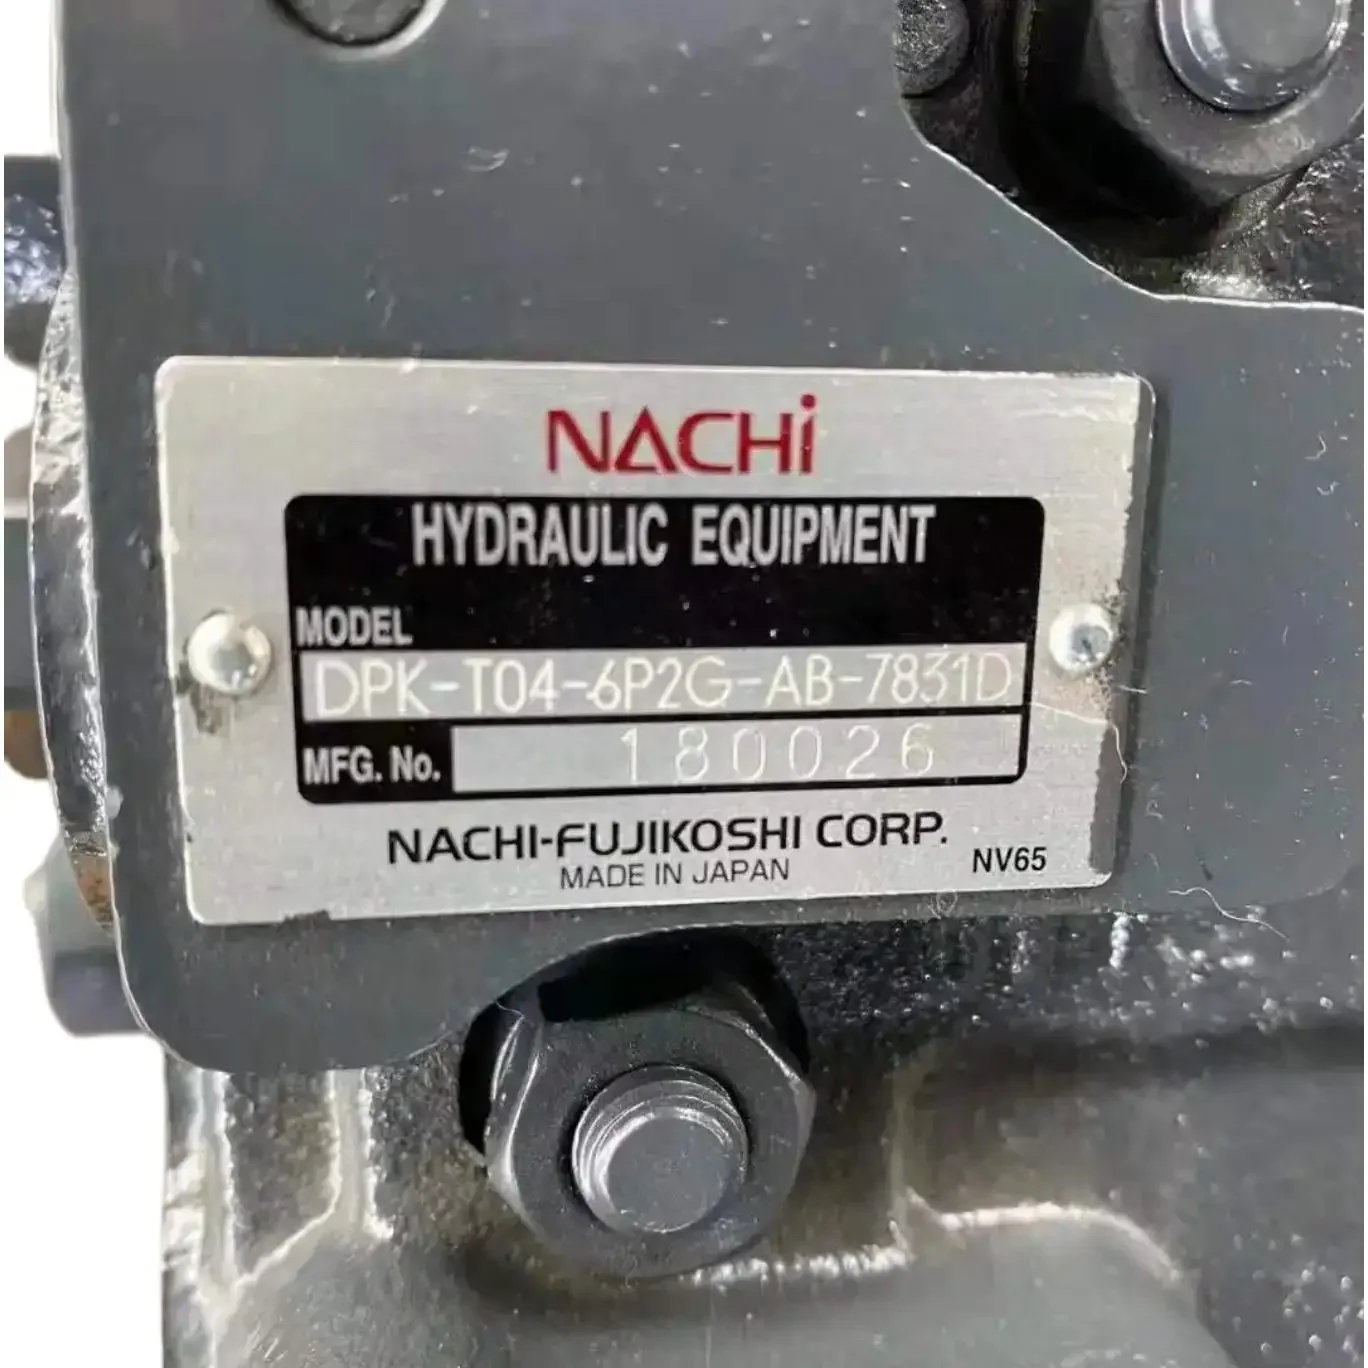 NACHi
HYDRAULIC EQUIPMENT
MODEL
DPK-T04-6P2G-AB-7831D
MFG. No. 180026
NACHI-FUJIKOSHI CORP.
MADE IN JAPAN
NV65